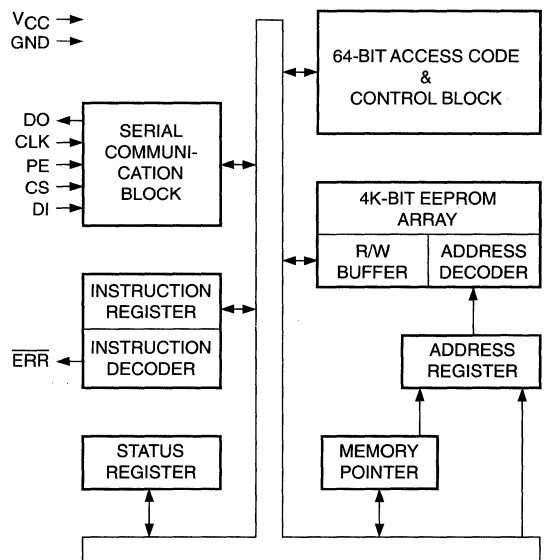 VCC
GND
DO
CLK
PE
CS
DI
SERIAL
COMMUNI-
CATION
BLOCK
INSTRUCTION
REGISTER
INSTRUCTION
DECODER
ERR
STATUS
REGISTER
64-BIT ACCESS CODE
&
CONTROL BLOCK
4K-BIT EEPROM
ARRAY
R/W
BUFFER
ADDRESS
DECODER
ADDRESS
REGISTER
MEMORY
POINTER